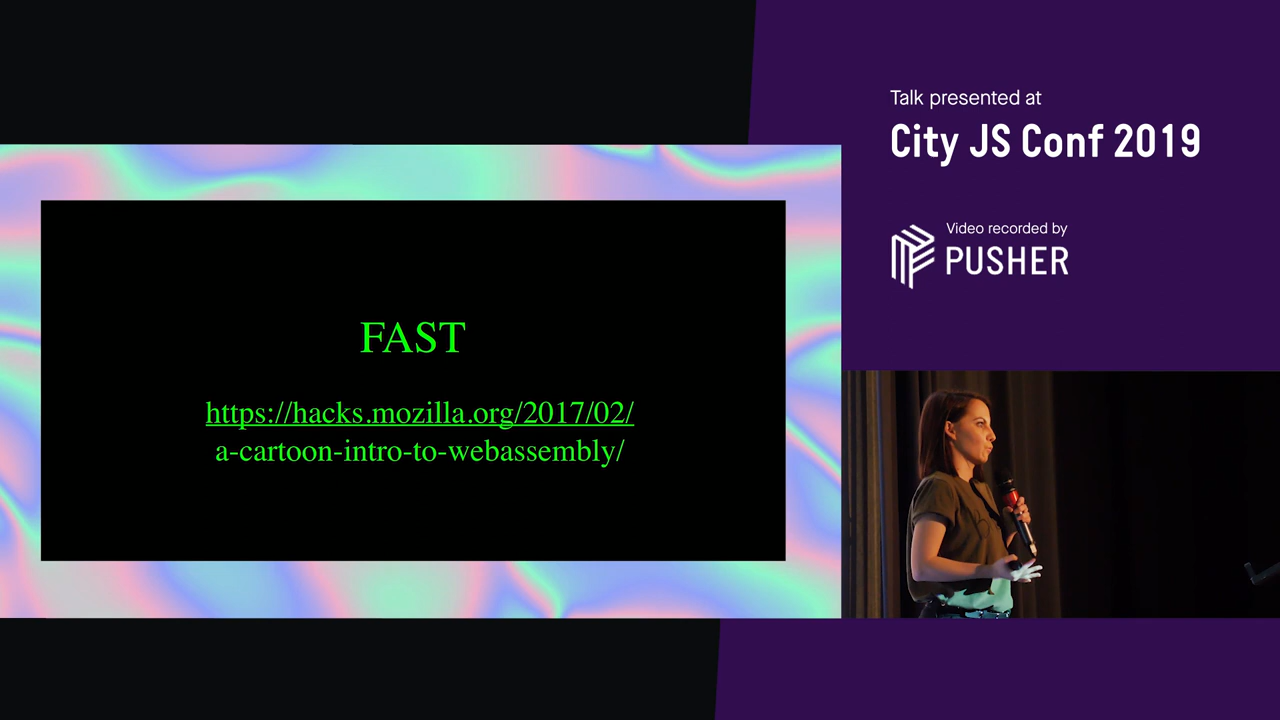 Talk presented at
City JS Conf 2019
Video recorded by
PUSHER
FAST
https://hacks.mozilla.org/2017/02/
a-cartoon-intro-to-webassembly/